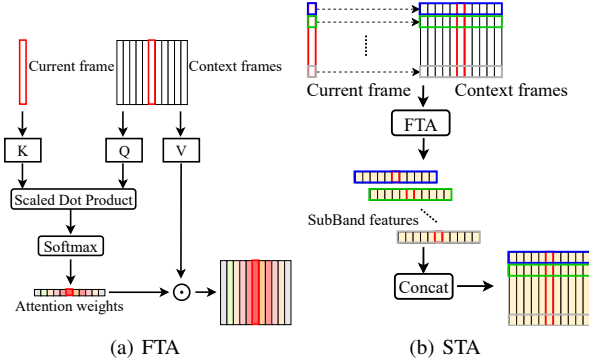 Current frame
Context frames
K
Q
V
Scaled Dot Product
Softmax
Attention weights
(a) FTA
Current frame
Context frames
FTA
SubBand features
Concat
(b) STA